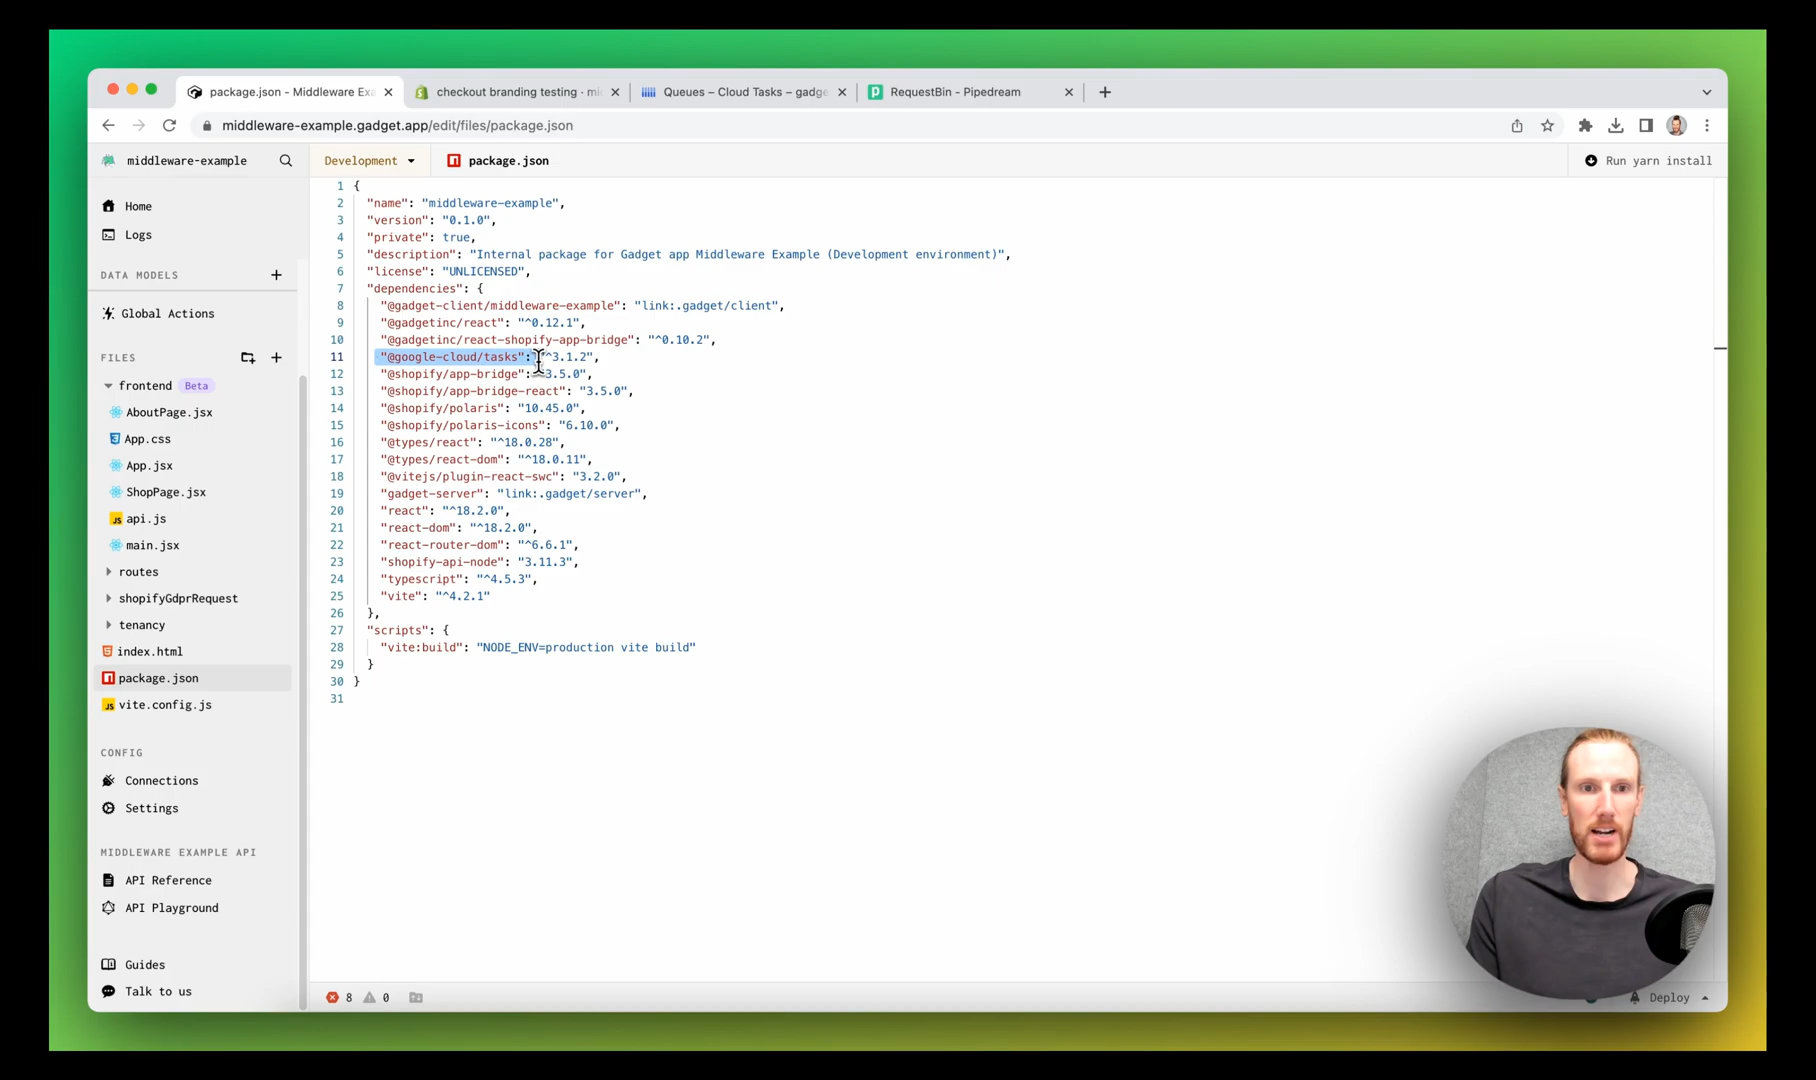 package.json - Middleware Exa
checkout branding testing · mi
Queues – Cloud Tasks – gadge
RequestBin - Pipedream
middleware-example.gadget.app/edit/files/package.json
middleware-example
Development
package.json
Run yarn install
Home
Logs
DATA MODELS
Global Actions
FILES
frontend Beta
AboutPage.jsx
App.css
App.jsx
ShopPage.jsx
JS api.js
main.jsx
routes
shopifyGdprRequest
tenancy
index.html
package.json
JS vite.config.js
CONFIG
Connections
Settings
MIDDLEWARE EXAMPLE API
API Reference
API Playground
Guides
Talk to us
1 {
2 "name": "middleware-example",
3 "version": "0.1.0",
4 "private": true,
5 "description": "Internal package for Gadget app Middleware Example (Development environment)",
6 "license": "UNLICENSED",
7 "dependencies": {
8 "@gadget-client/middleware-example": "link:.gadget/client",
9 "@gadgetinc/react": "^0.12.1",
10 "@gadgetinc/react-shopify-app-bridge": "^0.10.2",
11 "@google-cloud/tasks": "^3.1.2",
12 "@shopify/app-bridge": "3.5.0",
13 "@shopify/app-bridge-react": "3.5.0",
14 "@shopify/polaris": "10.45.0",
15 "@shopify/polaris-icons": "6.10.0",
16 "@types/react": "^18.0.28",
17 "@types/react-dom": "^18.0.11",
18 "@vitejs/plugin-react-swc": "3.2.0",
19 "gadget-server": "link:.gadget/server",
20 "react": "^18.2.0",
21 "react-dom": "^18.2.0",
22 "react-router-dom": "^6.6.1",
23 "shopify-api-node": "3.11.3",
24 "typescript": "^4.5.3",
25 "vite": "^4.2.1"
26 },
27 "scripts": {
28 "vite:build": "NODE_ENV=production vite build"
29 }
30 }
31
8 0
Deploy